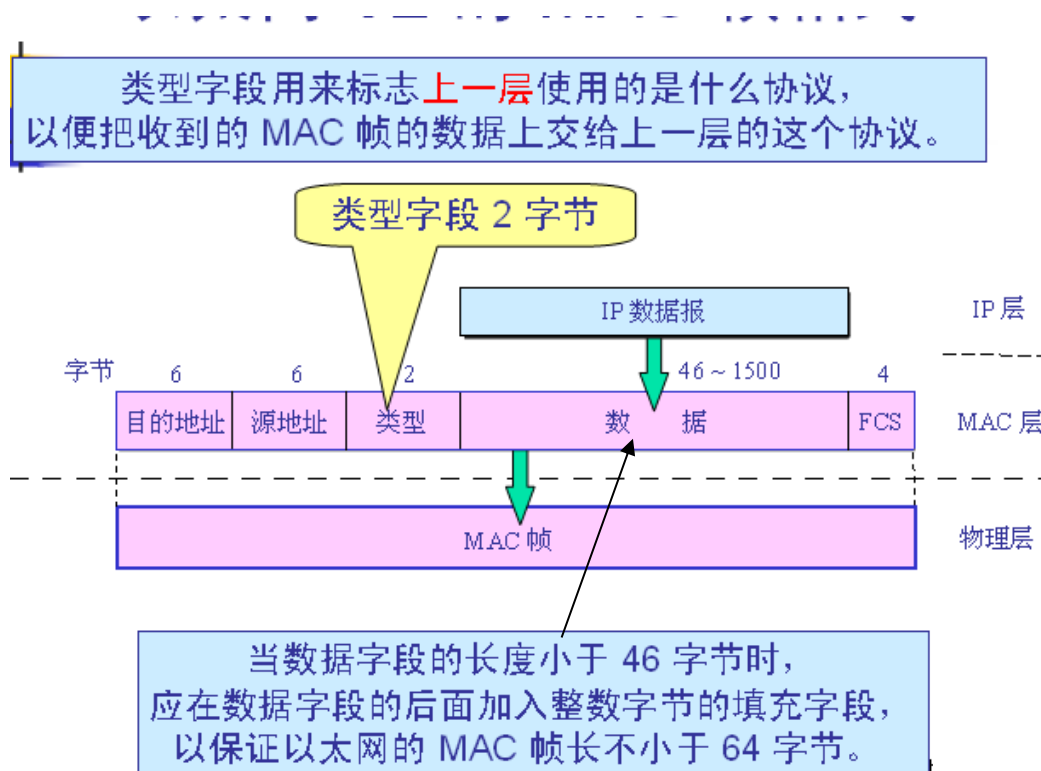 类型字段用来标志上一层使用的是什么协议，
以便把收到的 MAC 帧的数据上交给上一层的这个协议。
类型字段 2 字节
IP 数据报
IP 层
字节 6 6 2 46 ~ 1500 4
目的地址 源地址 类型 数 据 FCS MAC 层
MAC 帧 物理层
当数据字段的长度小于 46 字节时，
应在数据字段的后面加入整数字节的填充字段，
以保证以太网的 MAC 帧长不小于 64 字节。